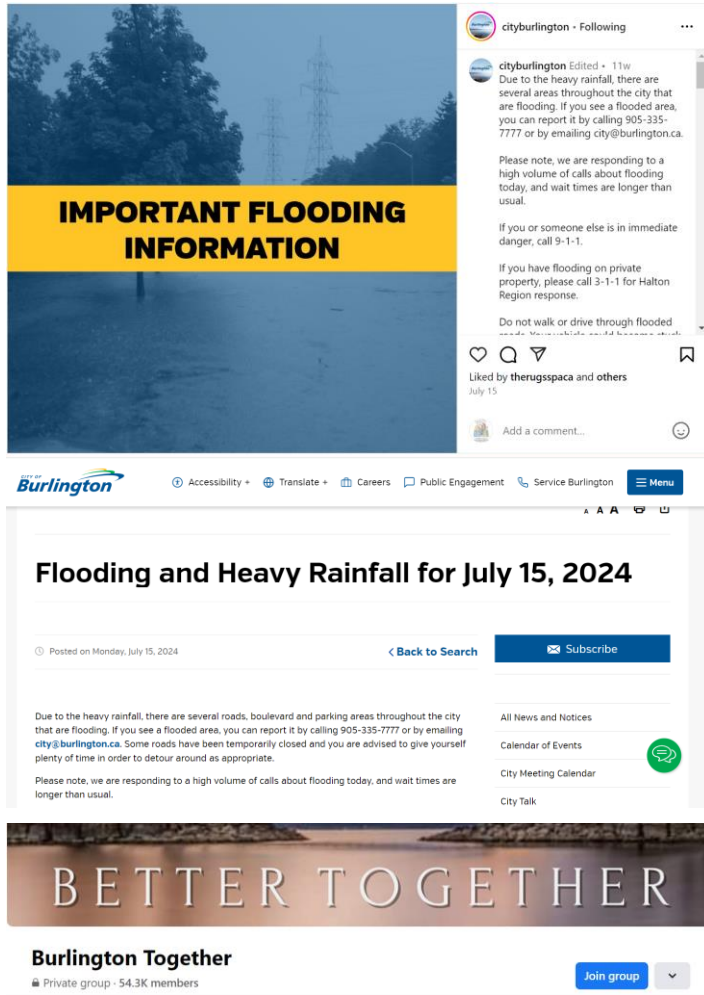 cityburlington • Following
cityburlington Edited • 11w
Due to the heavy rainfall, there are
several areas throughout the city that
are flooding. If you see a flooded area,
you can report it by calling 905-335-
7777 or by emailing city@burlington.ca.
Please note, we are responding to a
high volume of calls about flooding
today, and wait times are longer than
usual.
If you or someone else is in immediate
danger, call 9-1-1.
If you have flooding on private
property, please call 3-1-1 for Halton
Region response.
Do not walk or drive through flooded
IMPORTANT FLOODING
INFORMATION
Liked by therugsspaca and others
July 15
Add a comment...
CITY OF
Burlington
Accessibility +
Translate +
Careers
Public Engagement
Service Burlington
Menu
A A A
Flooding and Heavy Rainfall for July 15, 2024
Posted on Monday, July 15, 2024
Back to Search
Subscribe
Due to the heavy rainfall, there are several roads, boulevard and parking areas throughout the city
that are flooding. If you see a flooded area, you can report it by calling 905-335-7777 or by emailing
city@burlington.ca. Some roads have been temporarily closed and you are advised to give yourself
plenty of time in order to detour around as appropriate.
Please note, we are responding to a high volume of calls about flooding today, and wait times are
longer than usual.
All News and Notices
Calendar of Events
City Meeting Calendar
City Talk
BETTER TOGETHER
Burlington Together
Private group · 54.3K members
Join group